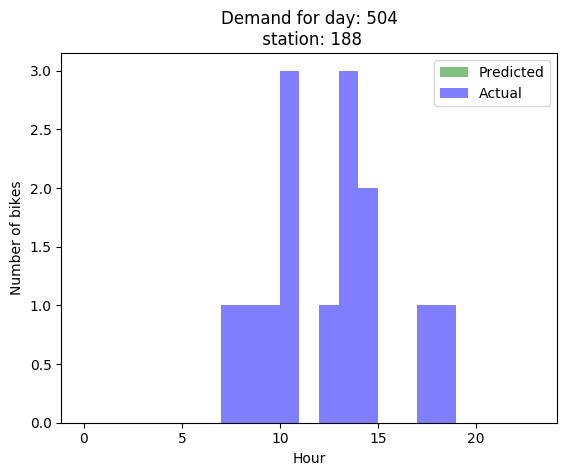 Demand for day: 504
station: 188
Predicted
Actual
3.0
2.5
2.0
1.5
1.0
0.5
0.0
Number of bikes
0 5 10 15 20
Hour